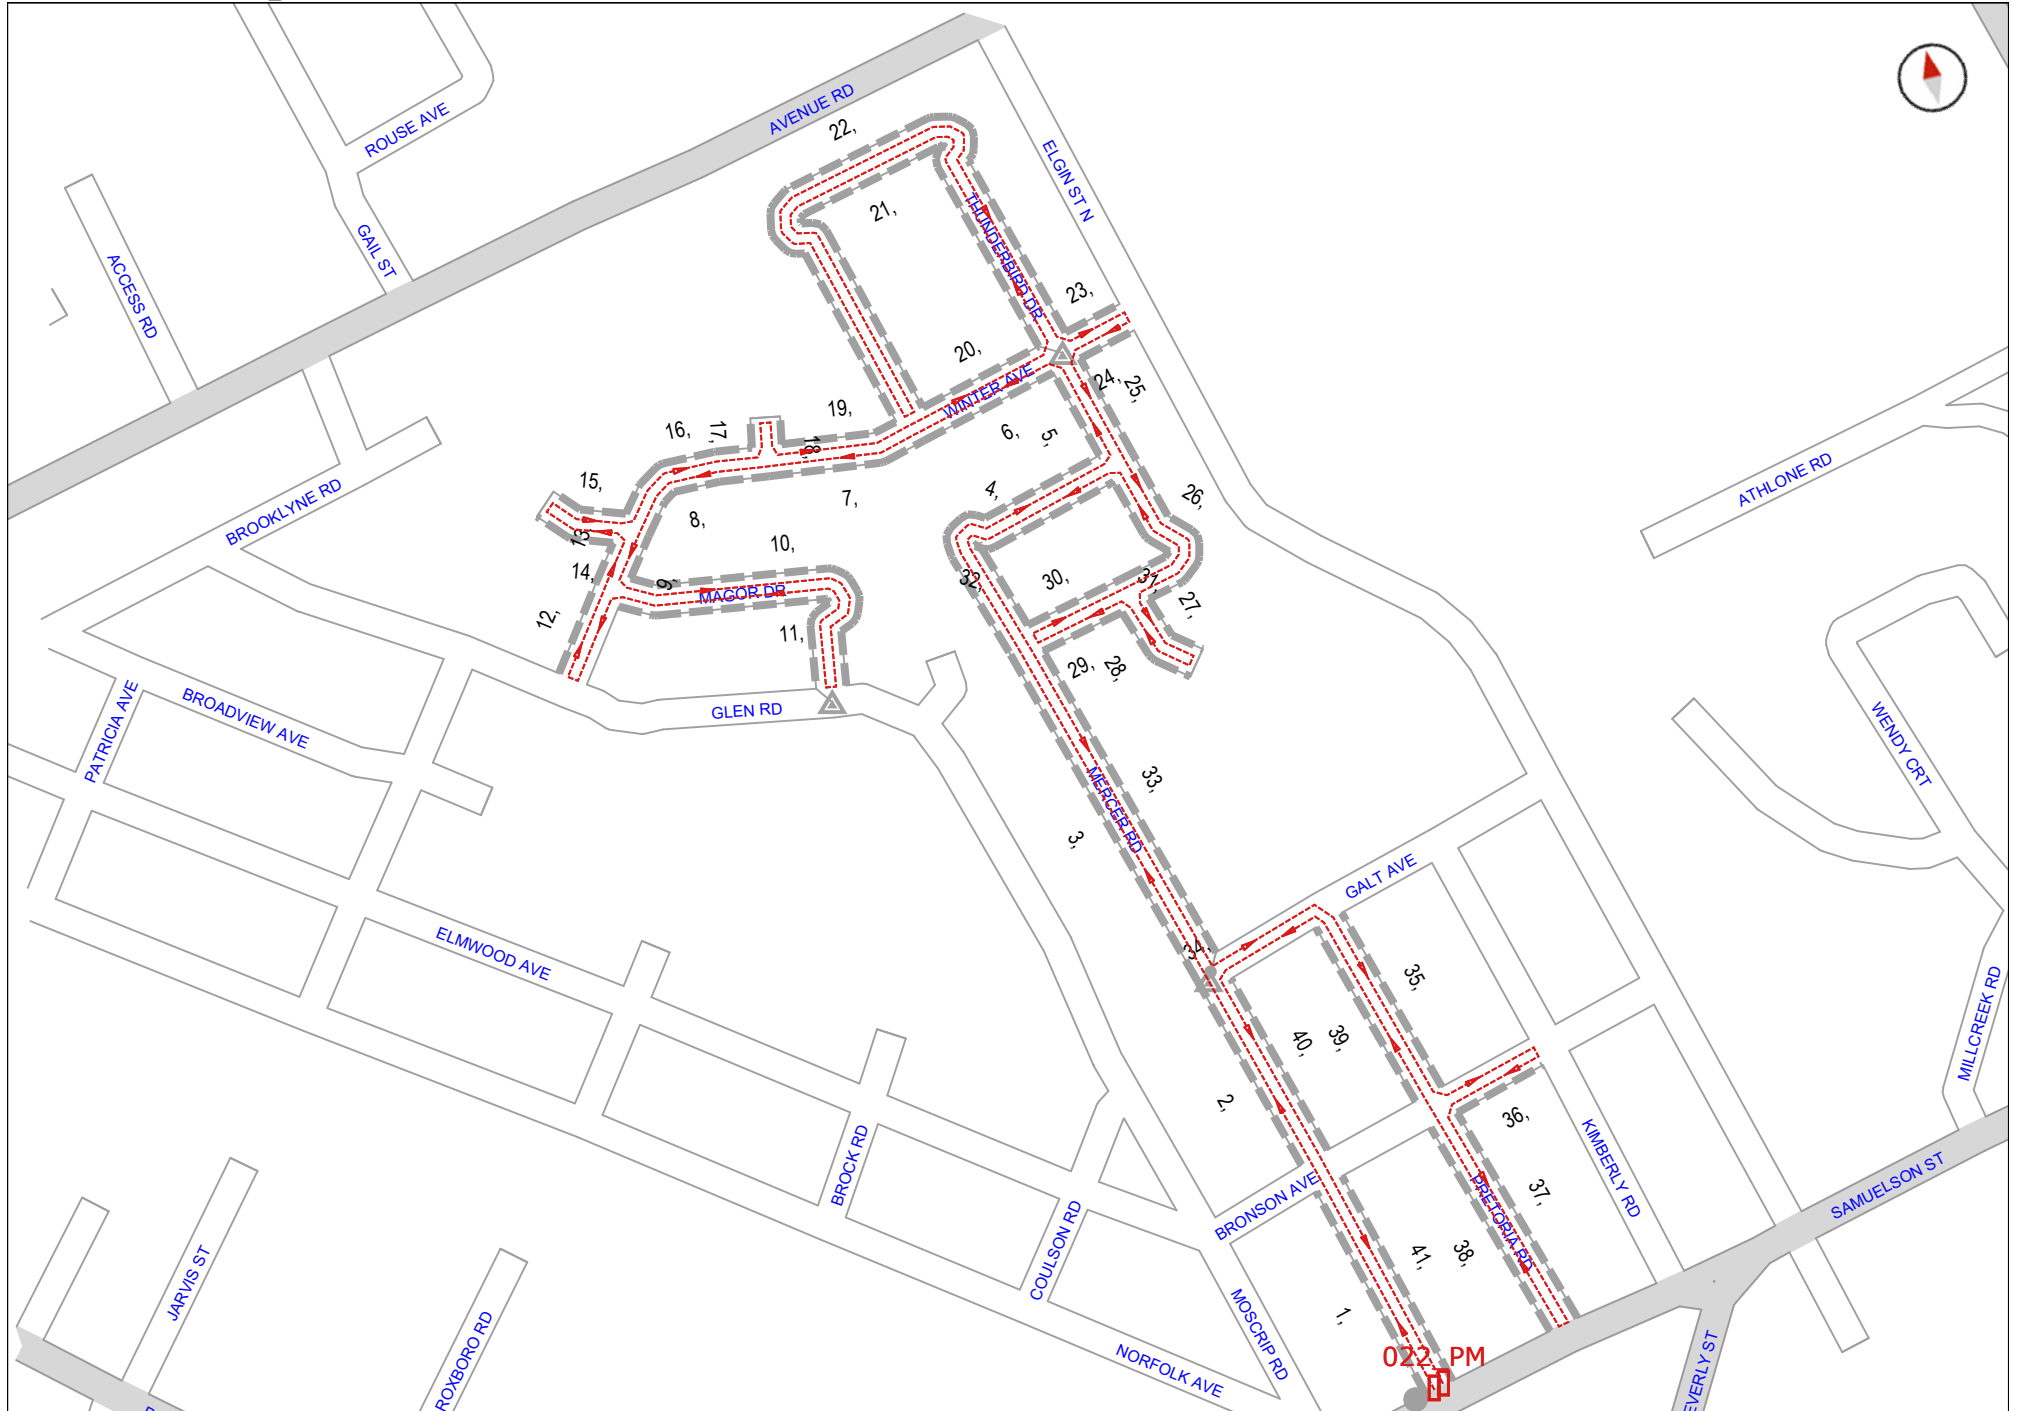 AVENUE RD
22,
ROUSE AVE
ELGIN ST N
21,
THUNDERBIRD DR
GAIL ST
ACCESS RD
23,
20,
WINTER AVE
24,
25,
19,
16,
17,
18,
6,
5,
15,
7,
4,
26,
ATHLONE RD
BROOKLYNE RD
8,
13,
10,
14,
9,
MAGOR DR
32,
30,
31,
27,
12,
11,
29,
28,
GLEN RD
PATRICIA AVE
BROADVIEW AVE
WENDY CRT
33,
MERCER RD
3,
GALT AVE
ELMWOOD AVE
34,
35,
40,
39,
MILLCREEK RD
2,
36,
KIMBERLY RD
BROCK RD
37,
SAMUELSON ST
BRONSON AVE
PRETORIA RD
COULSON RD
41,
38,
JARVIS ST
1,
MOSCRIP RD
ROXBORO RD
NORFOLK AVE
022 PM
EVERLY ST